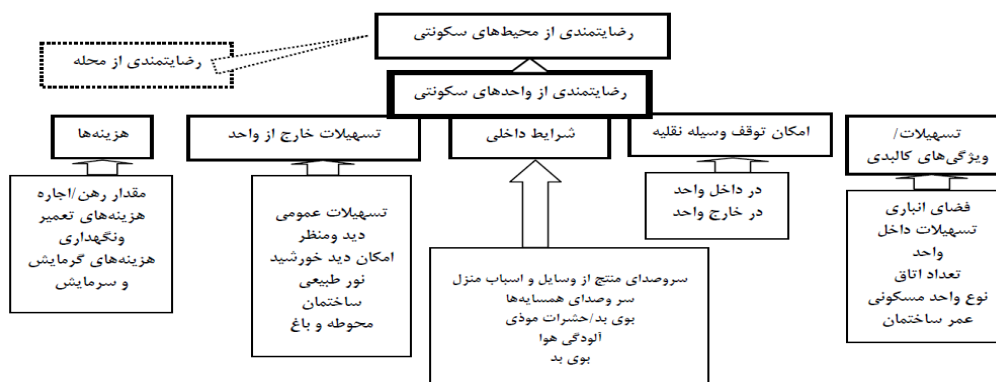 رضایتمندی از محیط‌های سکونتی
رضایتمندی از محله
رضایتمندی از واحدهای سکونتی
تسهیلات/
ویژگی‌های کالبدی
امکان توقف وسیله نقلیه
شرایط داخلی
تسهیلات خارج از واحد
هزینه‌ها
فضای انباری
تسهیلات داخل
واحد
تعداد اتاق
نوع واحد مسکونی
عمر ساختمان
در داخل واحد
در خارج واحد
سروصدای منتج از وسایل و اسباب منزل
سر وصدای همسایه‌ها
بوی بد/حشرات موذی
آلودگی هوا
بوی بد
تسهیلات عمومی
دید ومنظر
امکان دید خورشید
نور طبیعی
ساختمان
محوطه و باغ
مقدار رهن/اجاره
هزینه‌های تعمیر
ونگهداری
هزینه‌های گرمایش
و سرمایش